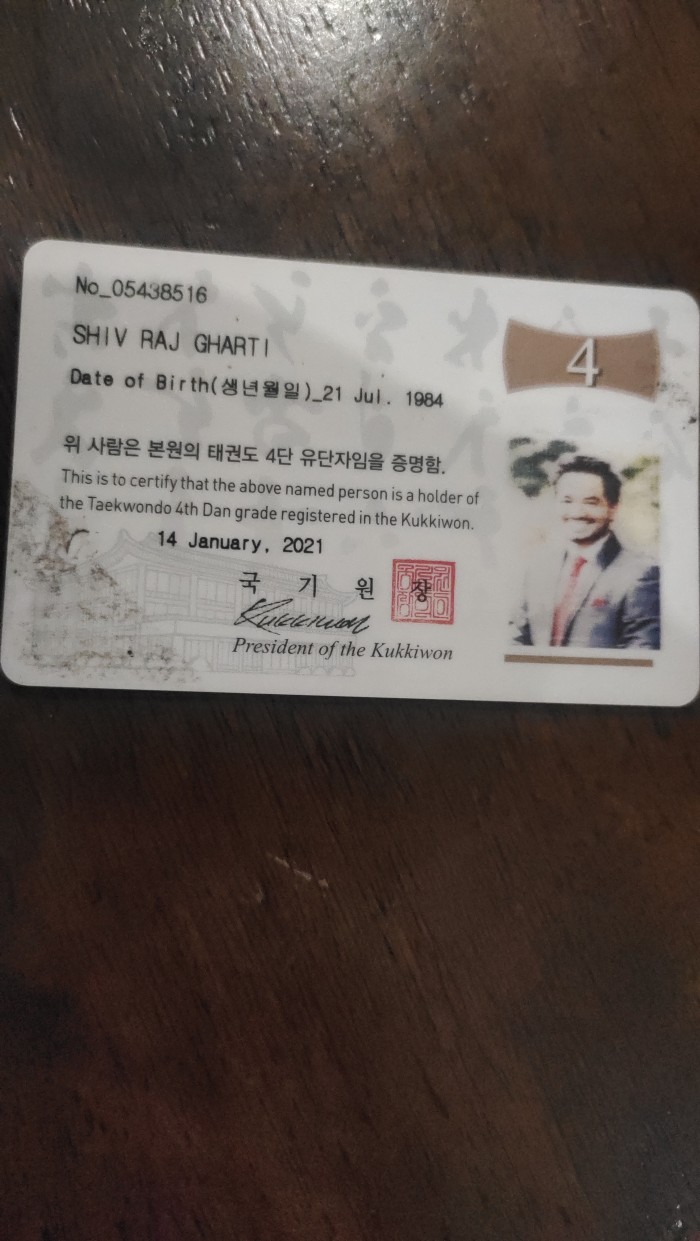 No_05438516
4
SHIV RAJ GHARTI
Date of Birth(생년월일)_21 Jul. 1984
위 사람은 본원의 태권도 4단 유단자임을 증명함.
This is to certify that the above named person is a holder of
the Taekwondo 4th Dan grade registered in the Kukkiwon.
14 January, 2021
국 기 원 장
Kukkiwon
President of the Kukkiwon